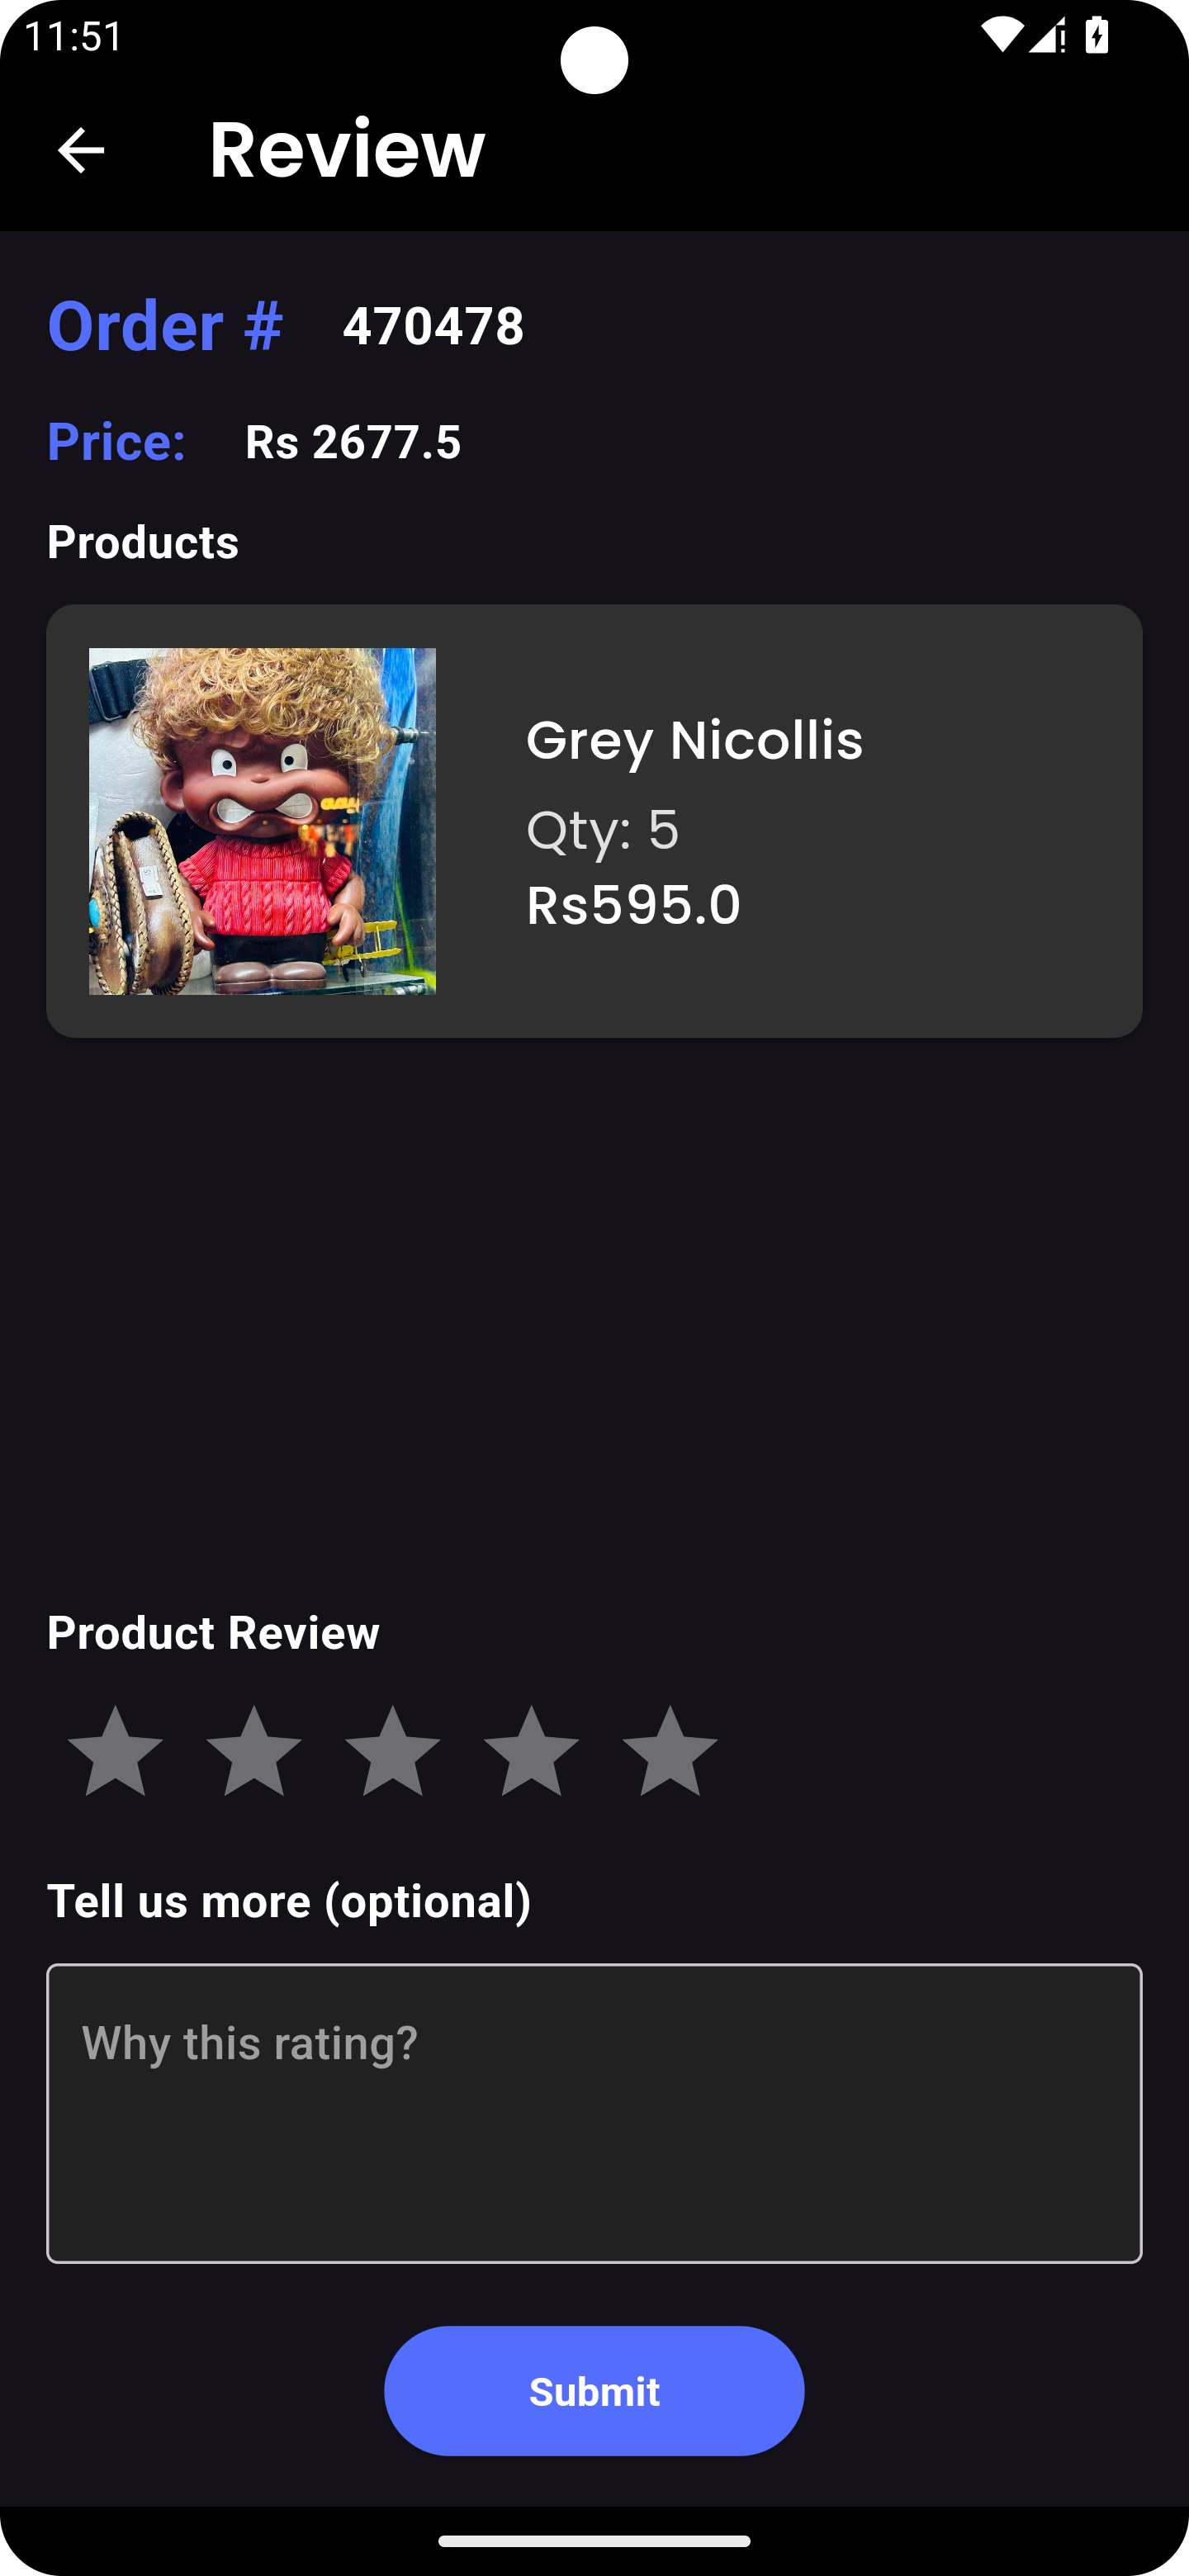 11:51
Review
Order # 470478
Price: Rs 2677.5
Products
Grey Nicollis
Qty: 5
Rs595.0
Product Review
Tell us more (optional)
Why this rating?
Submit